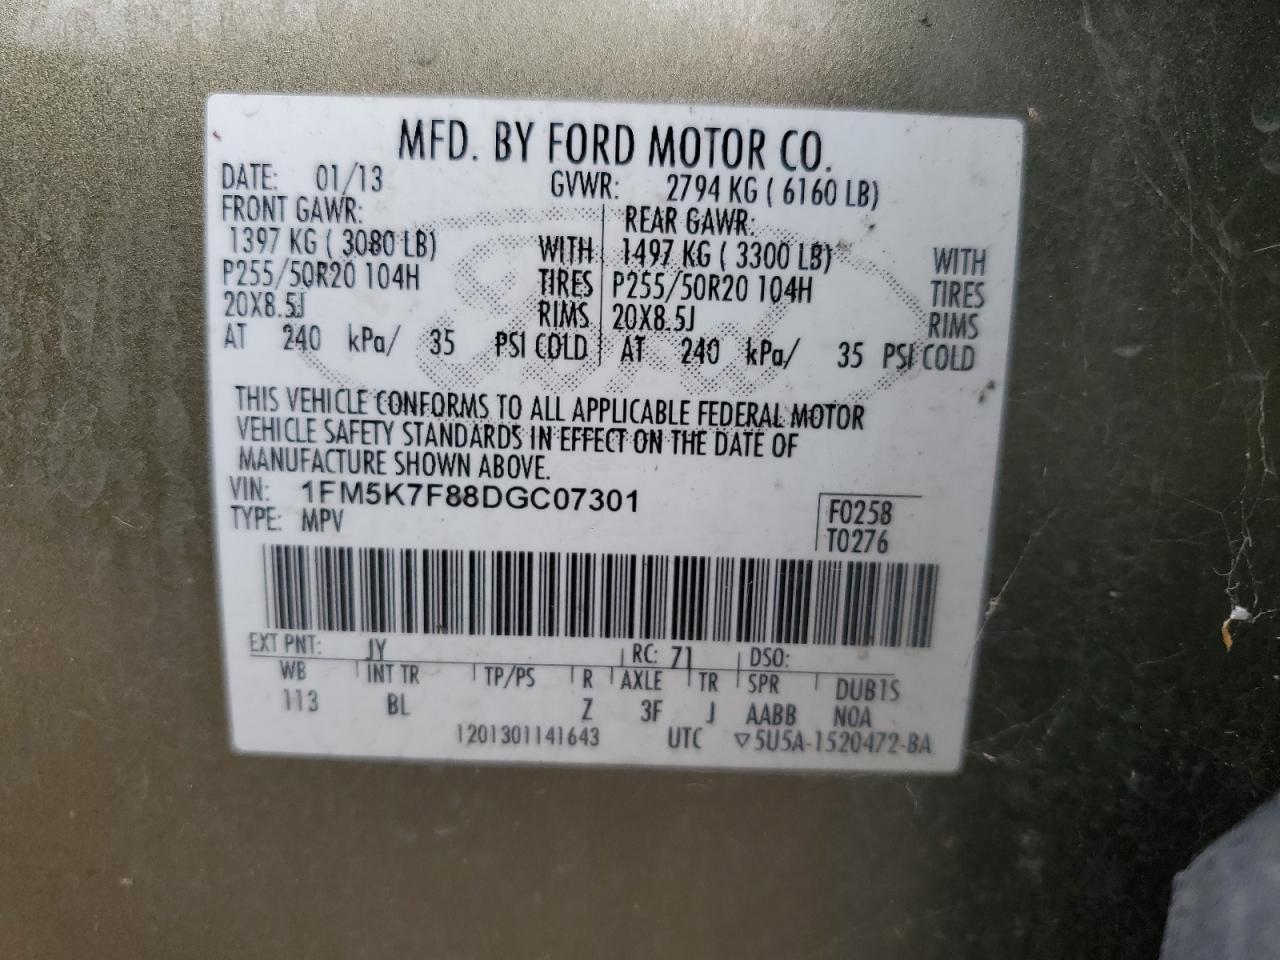 MFD. BY FORD MOTOR CO.
DATE: 01/13 GVWR: 2794 KG ( 6160 LB)
FRONT GAWR: REAR GAWR:
1397 KG ( 3080 LB) WITH 1497 KG ( 3300 LB) WITH
P255/50R20 104H TIRES P255/50R20 104H TIRES
20X8.5J RIMS 20X8.5J RIMS
AT 240 kPa/ 35 PSI COLD AT 240 kPa/ 35 PSI COLD
THIS VEHICLE CONFORMS TO ALL APPLICABLE FEDERAL MOTOR
VEHICLE SAFETY STANDARDS IN EFFECT ON THE DATE OF
MANUFACTURE SHOWN ABOVE.
VIN: 1FM5K7F88DGC07301
TYPE: MPV
F0258
T0276
EXT PNT: JY RC: 71 DSO:
WB INT TR TP/PS R AXLE TR SPR DUB1S
113 BL Z 3F J AABB NOA
1201301141643 UTC ▽5U5A-1520472-BA